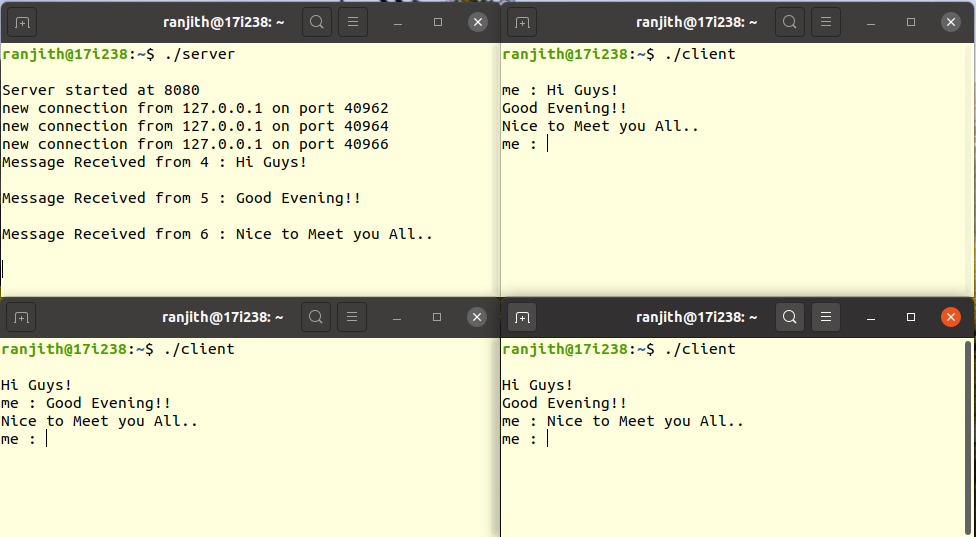 ranjith@17i238: ~
ranjith@17i238:~$ ./server
Server started at 8080
new connection from 127.0.0.1 on port 40962
new connection from 127.0.0.1 on port 40964
new connection from 127.0.0.1 on port 40966
Message Received from 4 : Hi Guys!
Message Received from 5 : Good Evening!!
Message Received from 6 : Nice to Meet you All..
ranjith@17i238: ~
ranjith@17i238:~$ ./client
me : Hi Guys!
Good Evening!!
Nice to Meet you All..
me :
ranjith@17i238: ~
ranjith@17i238:~$ ./client
Hi Guys!
me : Good Evening!!
Nice to Meet you All..
me :
ranjith@17i238: ~
ranjith@17i238:~$ ./client
Hi Guys!
Good Evening!!
me : Nice to Meet you All..
me :